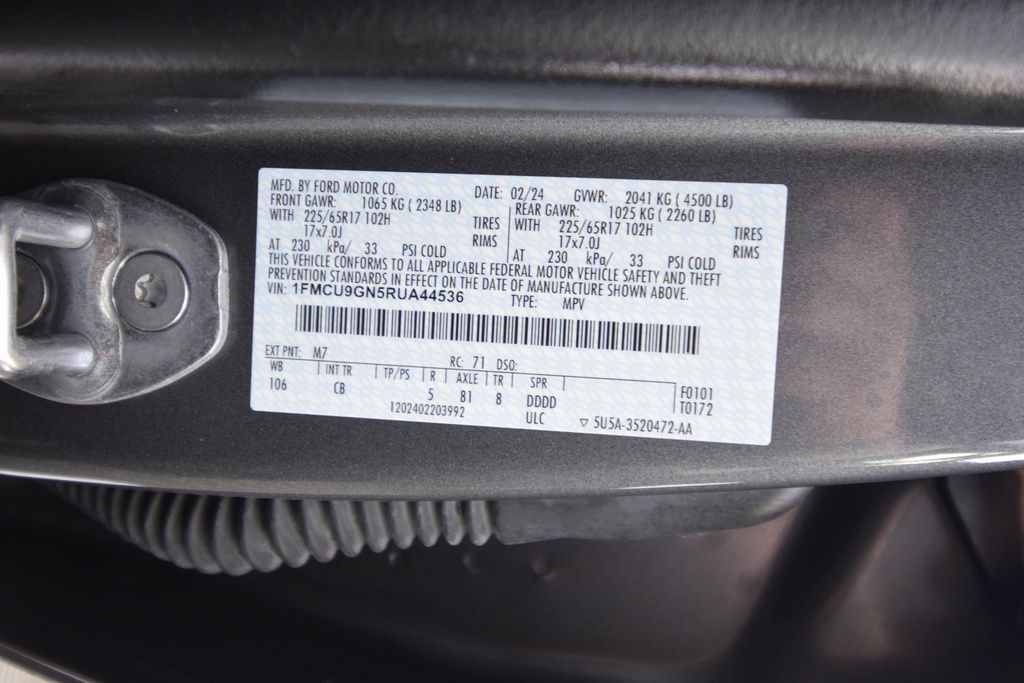 MFD. BY FORD MOTOR CO. DATE: 02/24 GVWR: 2041 KG ( 4500 LB)
FRONT GAWR: 1065 KG ( 2348 LB) REAR GAWR: 1025 KG ( 2260 LB)
WITH 225/65R17 102H TIRES WITH 225/65R17 102H TIRES
17x7.0J RIMS 17x7.0J RIMS
AT 230 kPa/ 33 PSI COLD AT 230 kPa/ 33 PSI COLD
THIS VEHICLE CONFORMS TO ALL APPLICABLE FEDERAL MOTOR VEHICLE SAFETY AND THEFT
PREVENTION STANDARDS IN EFFECT ON THE DATE OF MANUFACTURE SHOWN ABOVE.
VIN: 1FMCU9GN5RUA44536 TYPE: MPV
EXT PNT: M7 RC: 71 DSO:
WB INT TR TP/PS R AXLE TR SPR F0101
106 CB 5 81 8 DDDD T0172
1202402203992 ULC ▽ 5U5A-3520472-AA